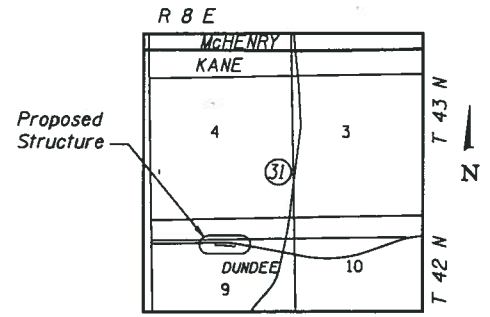 R 8 E
McHENRY
KANE
Proposed
Structure
4
3
T 43 N
31
N
DUNDEE
10
9
T 42 N